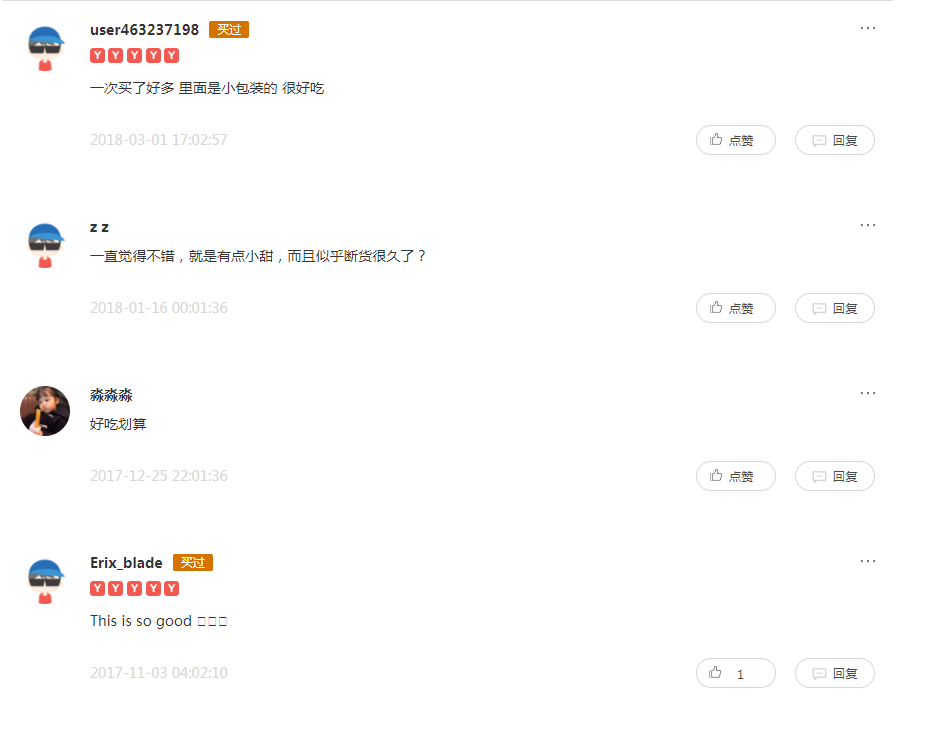 user463237198 买过
Y Y Y Y Y
一次买了好多 里面是小包装的 很好吃
2018-03-01 17:02:57 点赞 回复
z z
一直觉得不错，就是有点小甜，而且似乎断货很久了？
2018-01-16 00:01:36 点赞 回复
淼淼淼
好吃划算
2017-12-25 22:01:36 点赞 回复
Erix_blade 买过
Y Y Y Y Y
This is so good
2017-11-03 04:02:10 1 回复